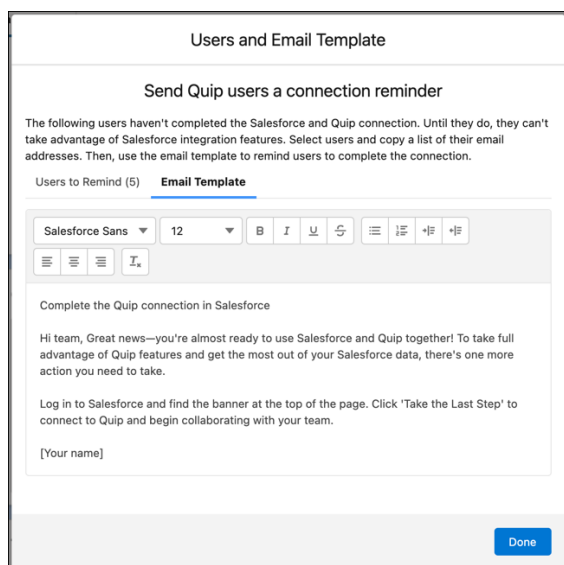 Users and Email Template
Send Quip users a connection reminder
The following users haven't completed the Salesforce and Quip connection. Until they do, they can't
take advantage of Salesforce integration features. Select users and copy a list of their email
addresses. Then, use the email template to remind users to complete the connection.
Users to Remind (5) Email Template
Salesforce Sans 12 B I U S
Complete the Quip connection in Salesforce
Hi team, Great news—you're almost ready to use Salesforce and Quip together! To take full
advantage of Quip features and get the most out of your Salesforce data, there's one more
action you need to take.
Log in to Salesforce and find the banner at the top of the page. Click 'Take the Last Step' to
connect to Quip and begin collaborating with your team.
[Your name]
Done